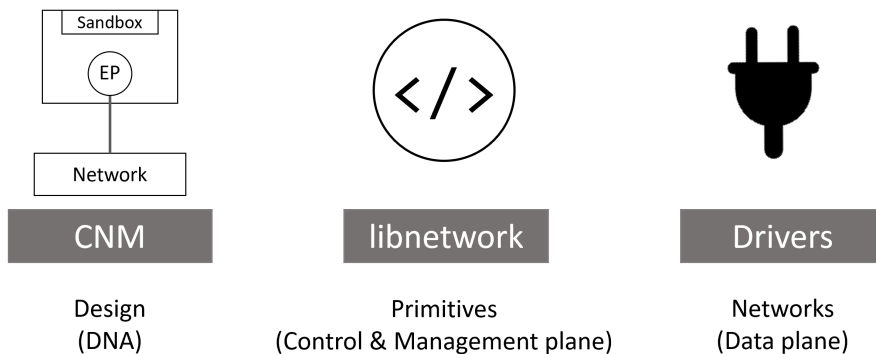 Sandbox
EP
Network
</>
CNM
libnetwork
Drivers
Design
(DNA)
Primitives
(Control & Management plane)
Networks
(Data plane)